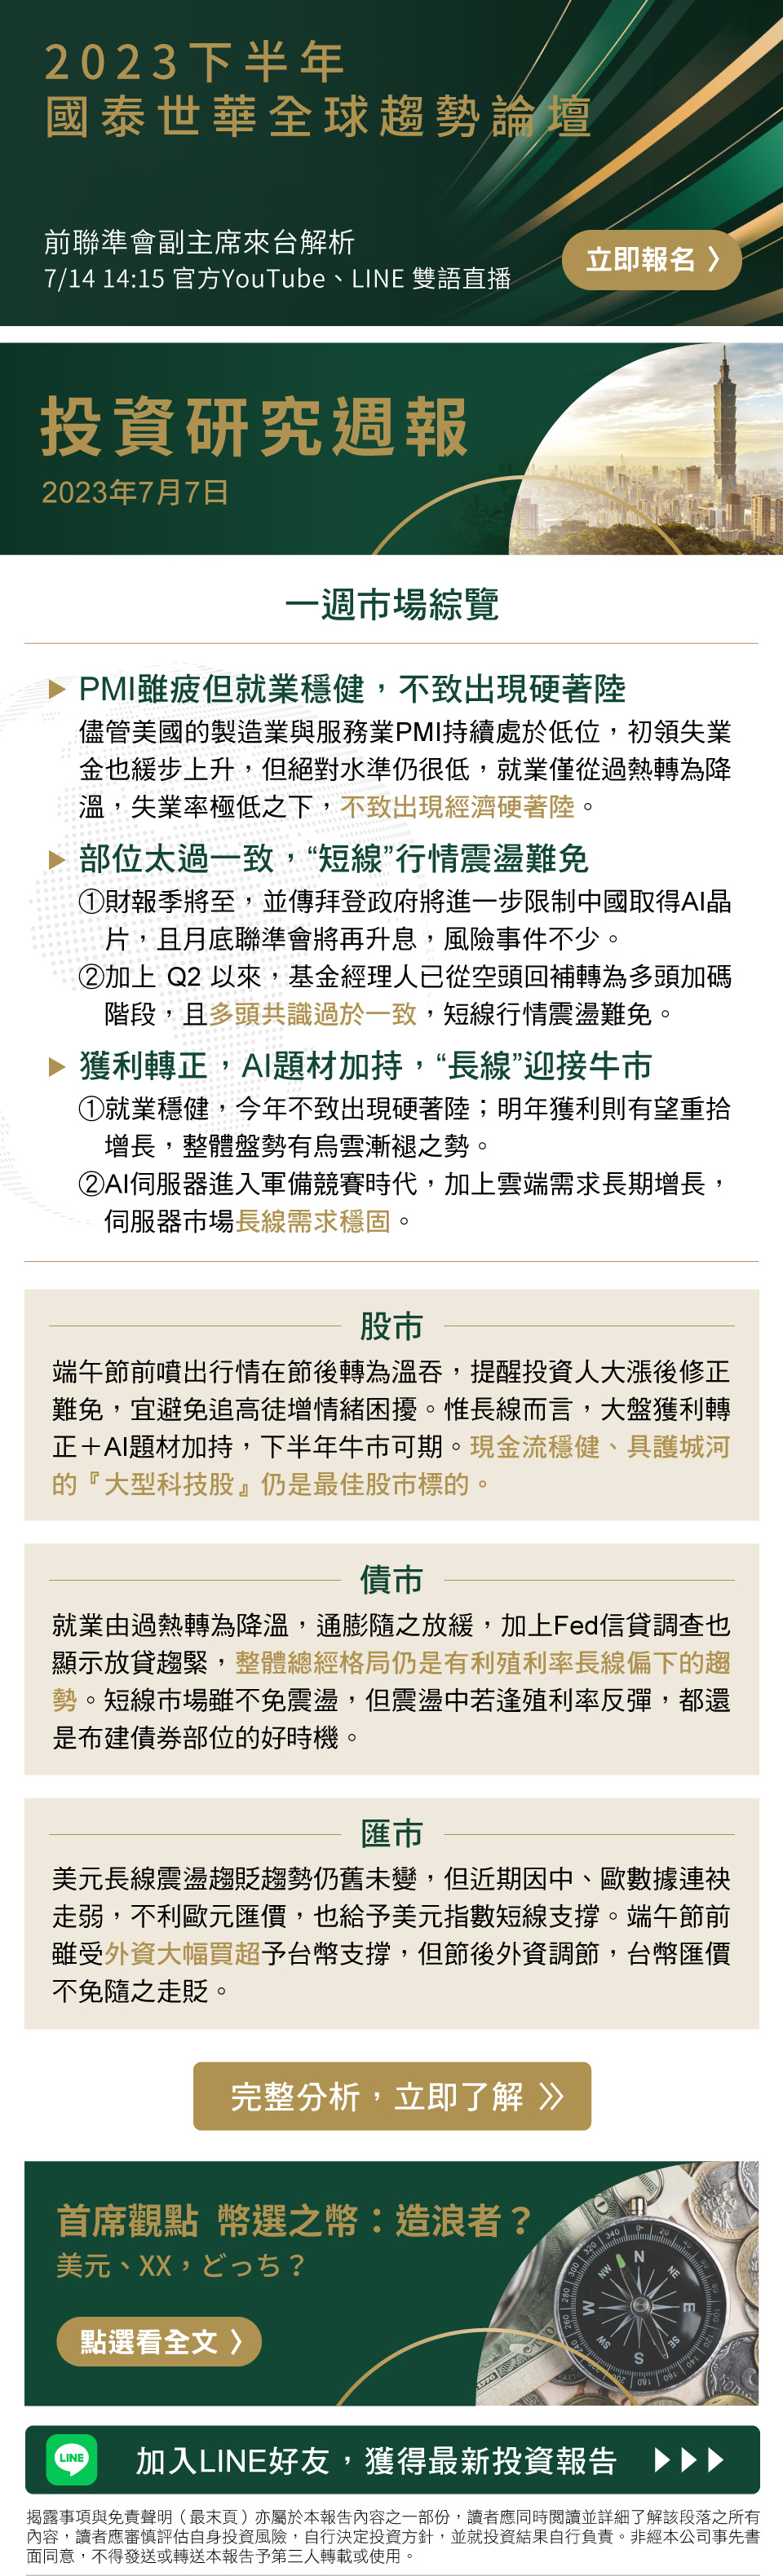 2023下半年
國泰世華全球趨勢論壇
前聯準會副主席來台解析
7/14 14:15 官方YouTube、LINE 雙語直播
立即報名 〉
投資研究週報
2023年7月7日
一週市場綜覽
PMI雖疲但就業穩健，不致出現硬著陸
儘管美國的製造業與服務業PMI持續處於低位，初領失業
金也緩步上升，但絕對水準仍很低，就業僅從過熱轉為降
溫，失業率極低之下，不致出現經濟硬著陸。
部位太過一致，“短線”行情震盪難免
①財報季將至，並傳拜登政府將進一步限制中國取得AI晶
片，且月底聯準會將再升息，風險事件不少。
②加上 Q2 以來，基金經理人已從空頭回補轉為多頭加碼
階段，且多頭共識過於一致，短線行情震盪難免。
獲利轉正，AI題材加持，“長線”迎接牛市
①就業穩健，今年不致出現硬著陸；明年獲利則有望重拾
增長，整體盤勢有烏雲漸褪之勢。
②AI伺服器進入軍備競賽時代，加上雲端需求長期增長，
伺服器市場長線需求穩固。
股市
端午節前噴出行情在節後轉為溫吞，提醒投資人大漲後修正
難免，宜避免追高徒增情緒困擾。惟長線而言，大盤獲利轉
正＋AI題材加持，下半年牛市可期。現金流穩健、具護城河
的『大型科技股』仍是最佳股市標的。
債市
就業由過熱轉為降溫，通膨隨之放緩，加上Fed信貸調查也
顯示放貸趨緊，整體總經格局仍是有利殖利率長線偏下的趨
勢。短線市場雖不免震盪，但震盪中若逢殖利率反彈，都還
是布建債券部位的好時機。
匯市
美元長線震盪趨貶趨勢仍舊未變，但近期因中、歐數據連袂
走弱，不利歐元匯價，也給予美元指數短線支撐。端午節前
雖受外資大幅買超予台幣支撐，但節後外資調節，台幣匯價
不免隨之走貶。
完整分析，立即了解 》
首席觀點 幣選之幣：造浪者？
美元、XX，どっち？
點選看全文 〉
LINE
加入LINE好友，獲得最新投資報告
揭露事項與免責聲明（最末頁）亦屬於本報告內容之一部份，讀者應同時閱讀並詳細了解該段落之所有
內容，讀者應審慎評估自身投資風險，自行決定投資方針，並就投資結果自行負責。非經本公司事先書
面同意，不得發送或轉送本報告予第三人轉載或使用。